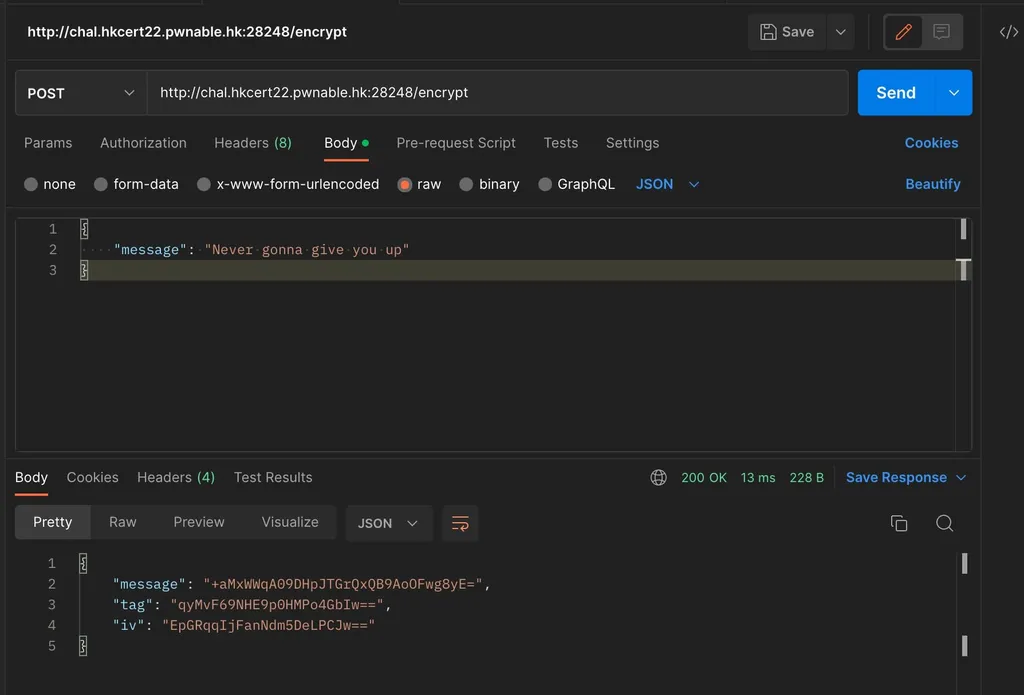 http://chal.hkcert22.pwnable.hk:28248/encrypt
Save
POST
http://chal.hkcert22.pwnable.hk:28248/encrypt
Send
Params Authorization Headers (8) Body Pre-request Script Tests Settings Cookies
none form-data x-www-form-urlencoded raw binary GraphQL JSON Beautify
1 {
2 ····"message":·"Never·gonna·give·you·up"
3 }
Body Cookies Headers (4) Test Results 200 OK 13 ms 228 B Save Response
Pretty Raw Preview Visualize JSON
1 {
2 "message": "+aMxWWqA09DHpJTGrQxQB9AoOFwg8yE=",
3 "tag": "qyMvF69NHE9p0HMPo4GbIw==",
4 "iv": "EpGRqqIjFanNdm5DeLPCJw=="
5 }